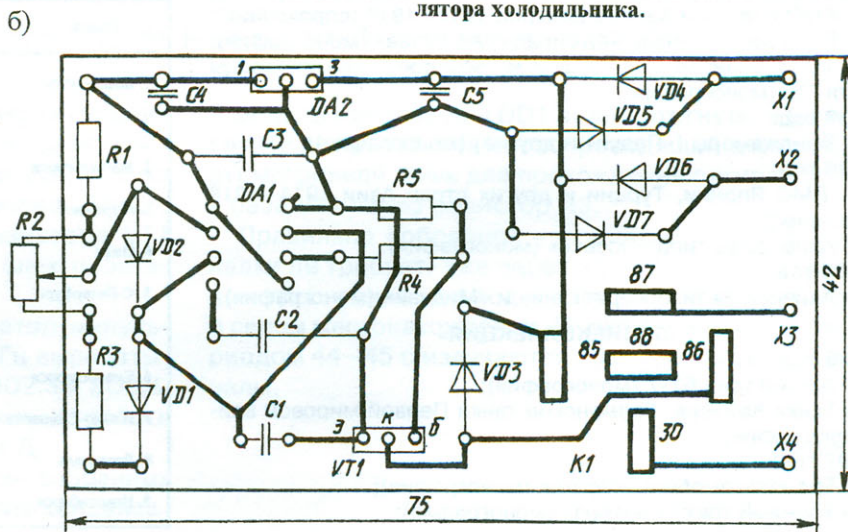 лятора холодильника.
б)
1
3
C4
DA2
C5
VD4
X1
VD5
R1
C3
VD6
X2
R5
DA1
R2
VD2
VD7
87
R4
42
X3
85
88
86
R3
C2
VD3
VD1
C1
Э
К
Б
30
X4
VT1
K1
75